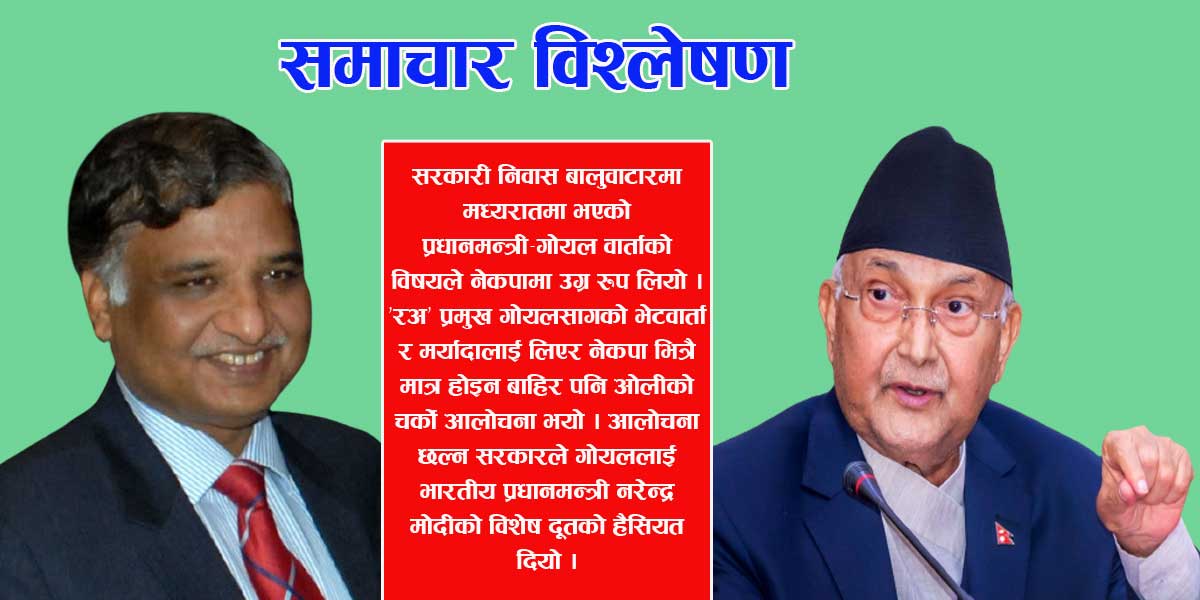 समाचार विश्लेषण
सरकारी निवास बालुवाटारमा
मध्यरातमा भएको
प्रधानमन्त्री-गोयल वार्ताको
विषयले नेकपामा उग्र रुप लियो ।
'रअ' प्रमुख गोयलसागको भेटवार्ता
र मर्यादालाई लिएर नेकपा भित्रै
मात्र होइन बाहिर पनि ओलीको
चर्को आलोचना भयो । आलोचना
छल्न सरकारले गोयललाई
भारतीय प्रधानमन्त्री नरेन्द्र
मोदीको विशेष दूतको हैसियत
दियो ।